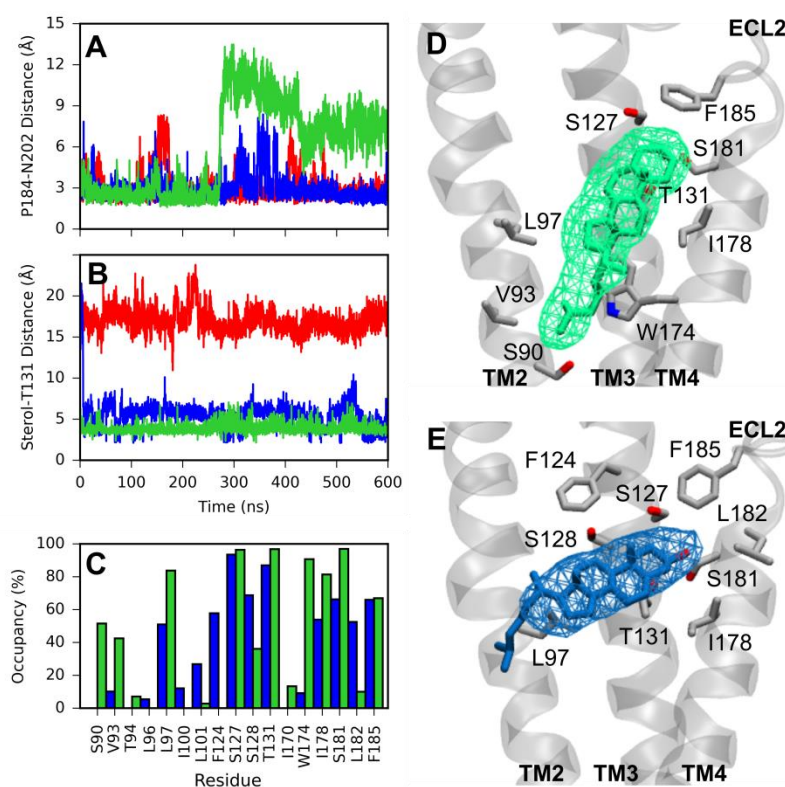 A
P184-N202 Distance (Å)
15
12
9
6
3
0
B
Sterol-T131 Distance (Å)
25
20
15
10
5
0
0 100 200 300 400 500 600
Time (ns)
C
Occupancy (%)
100
80
60
40
20
0
S90
V93
T94
L96
L97
I100
L101
F124
S127
S128
T131
I170
W174
I178
S181
L182
F185
Residue
D
ECL2
F185
S127
S181
T131
L97
I178
V93
W174
S90
TM2 TM3 TM4
E
ECL2
F185
F124
S127
L182
S128
S181
T131
I178
L97
TM2 TM3 TM4